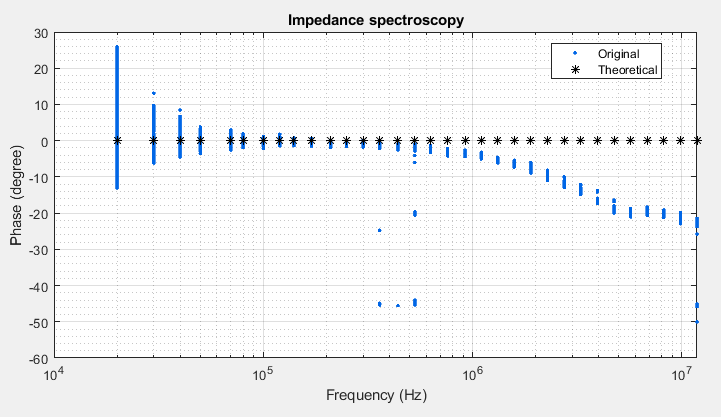 Impedance spectroscopy
Original
Theoretical
30
20
10
0
-10
-20
-30
-40
-50
-60
Phase (degree)
10^4
10^5
10^6
10^7
Frequency (Hz)